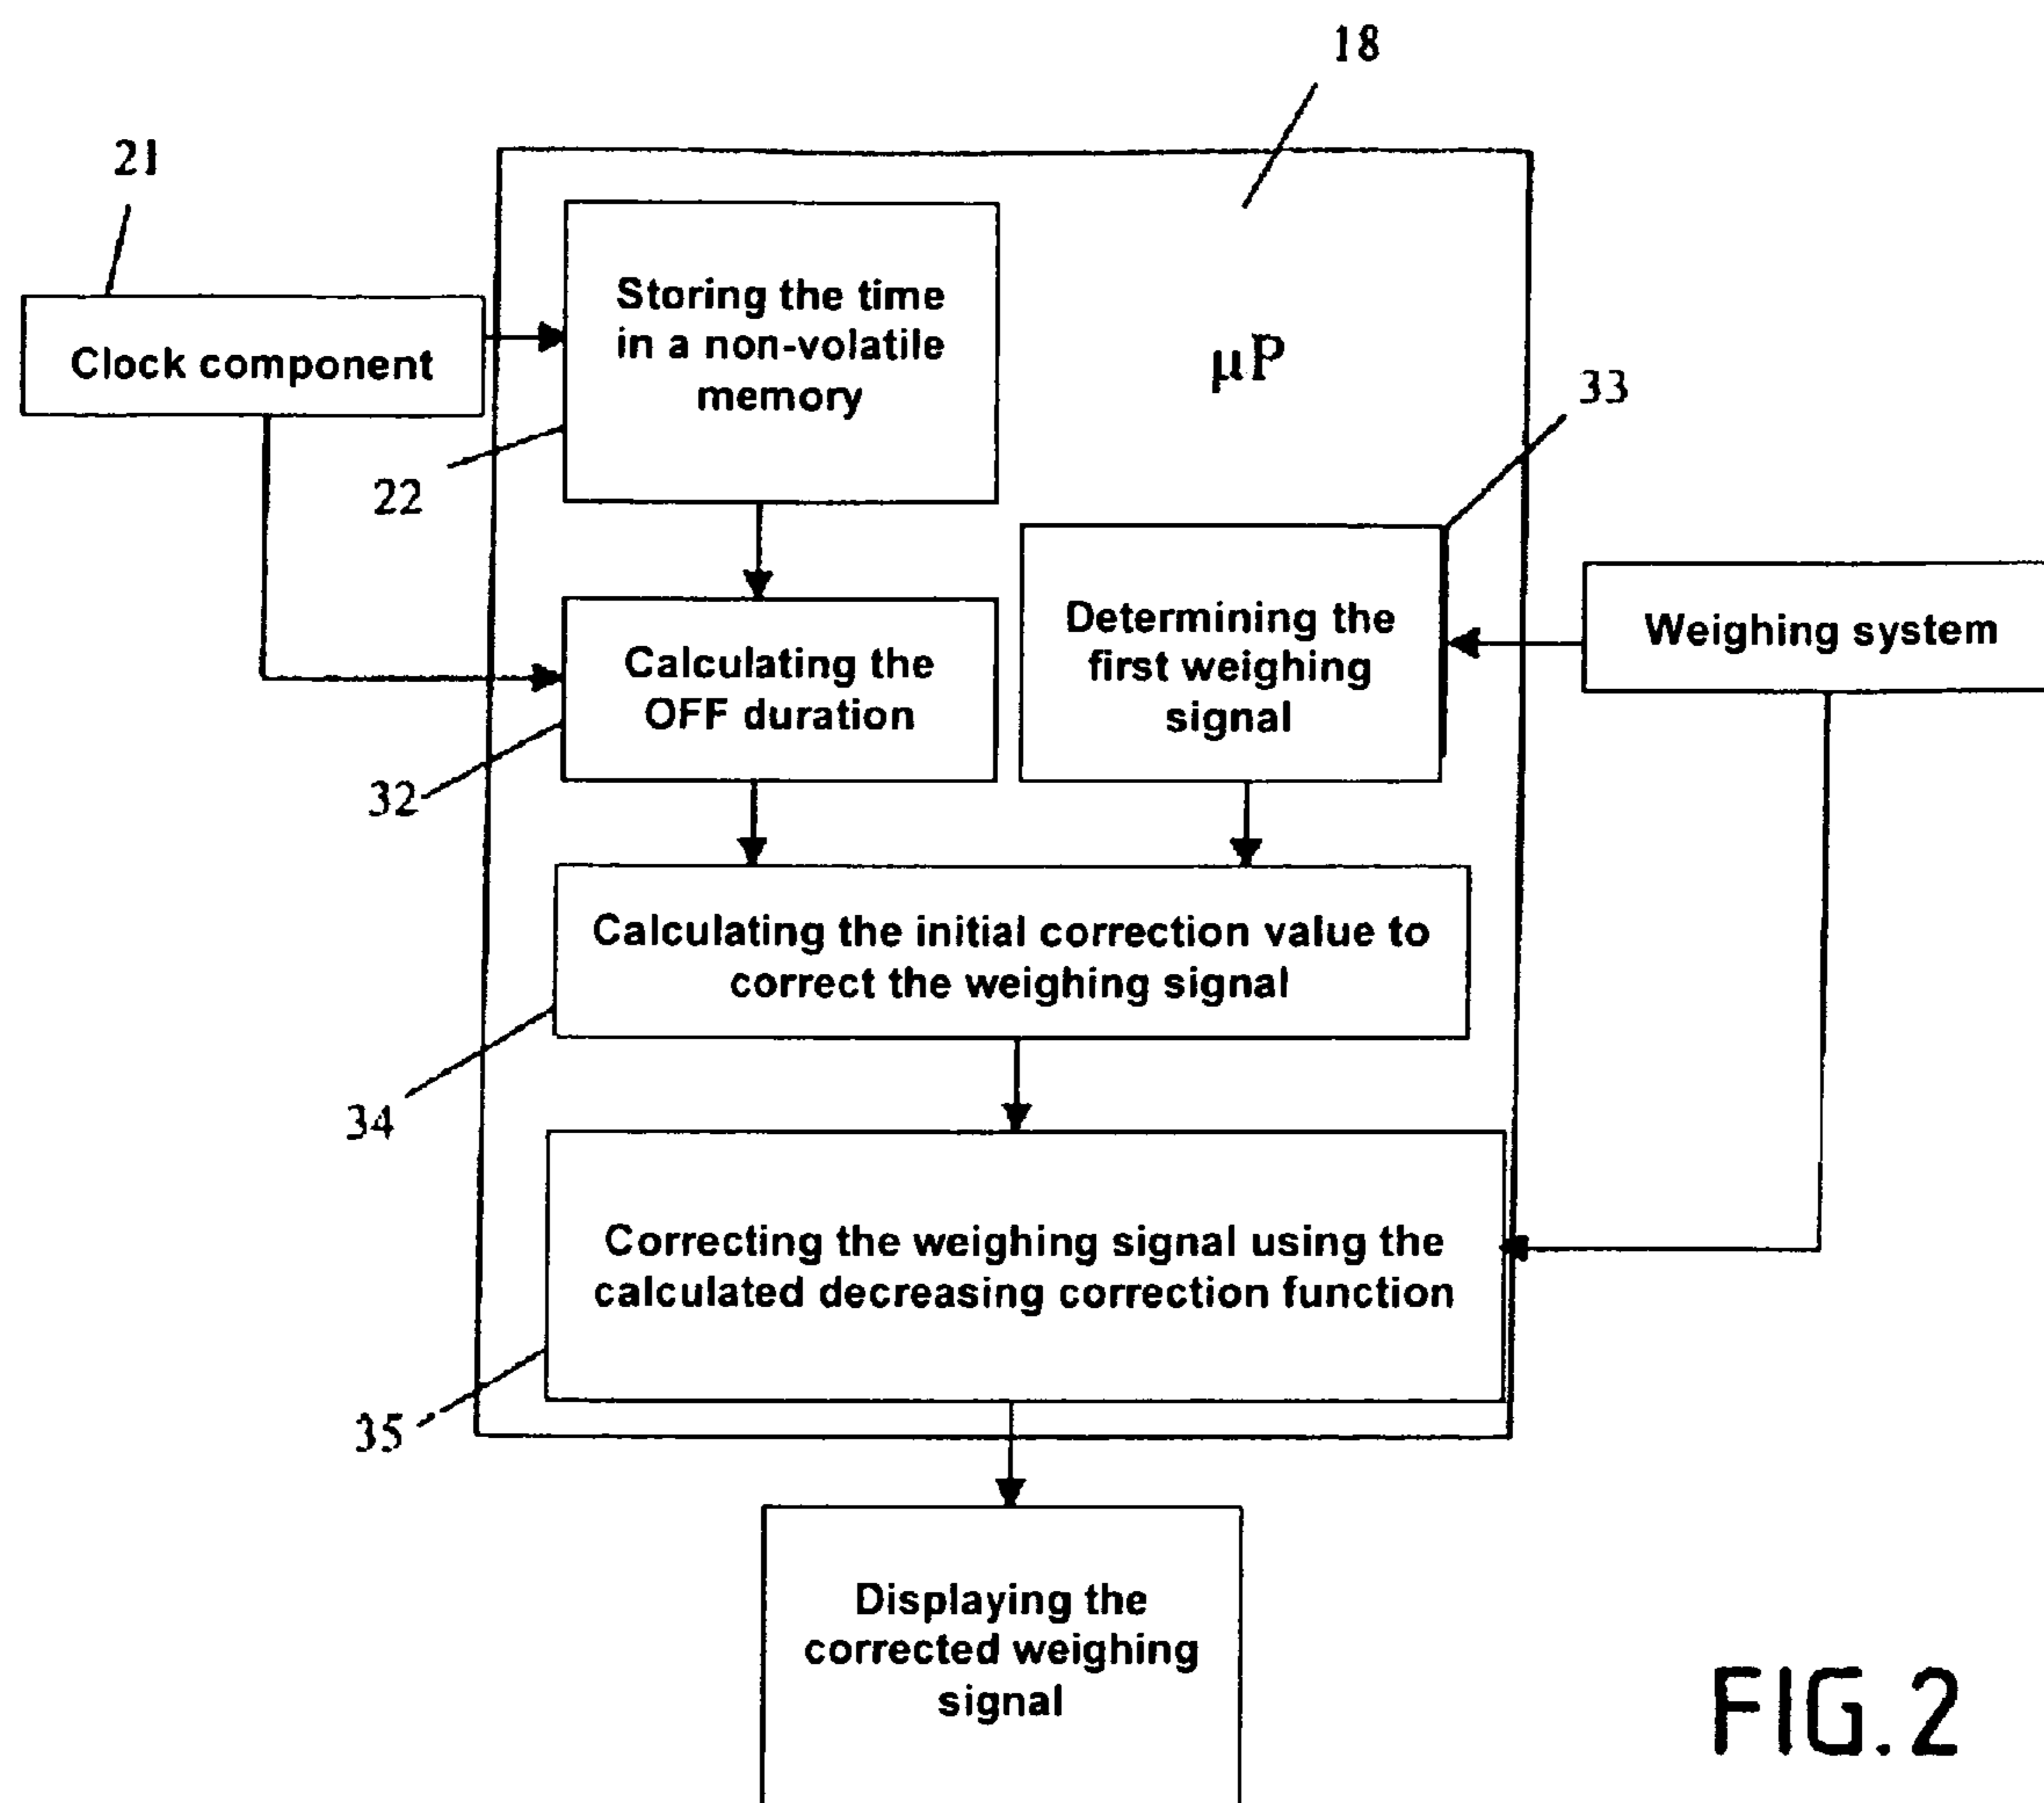 18
21
Storing the time
in a non-volatile
memory
Clock component
µP
33
22
Determining the
first weighing
signal
Weighing system
Calculating the
OFF duration
32
Calculating the initial correction value to
correct the weighing signal
34
Correcting the weighing signal using the
calculated decreasing correction function
35
Displaying the
corrected weighing
signal
FIG.2